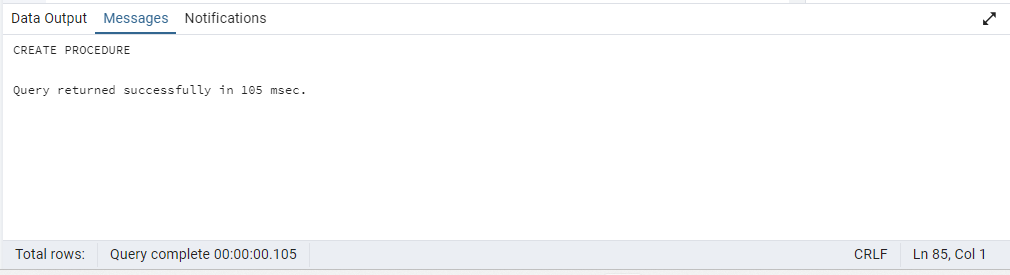 Data Output Messages Notifications
CREATE PROCEDURE
Query returned successfully in 105 msec.
Total rows: Query complete 00:00:00.105 CRLF Ln 85, Col 1